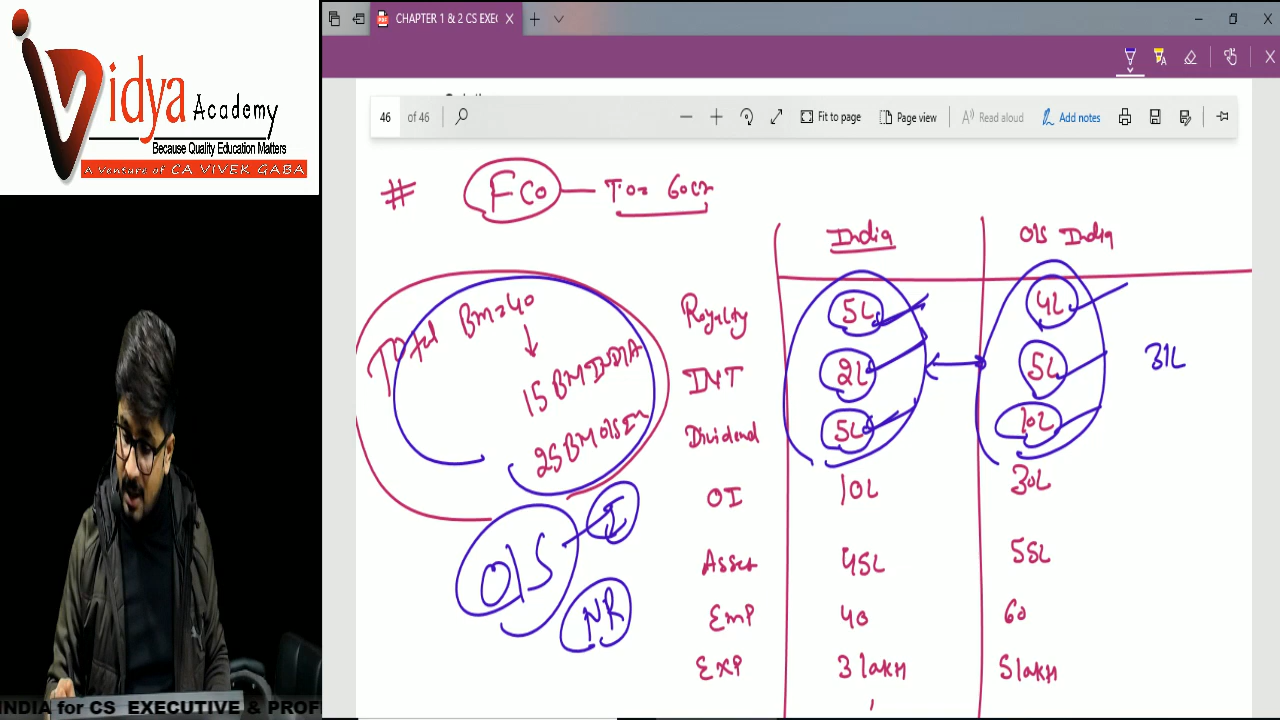 CHAPTER 1 & 2 CS EXEC
Vidya
Academy
Because Quality Education Matters
A Venture of CA VIVEK GABA
46 of 46
Fit to page
Page view
Read aloud
Add notes
# FCo — T.O= 60cr
India O/S India
Total BM=40
15 BM INDIA
25 BM O/S In
Royalty 5L 4L
INT 2L 5L 31L
Dividend 5L 10L
OI 10L 30L
O/S I
NR
Asset 45L 55L
Emp 40 60
EXP 3 lakh 5 lakh
INDIA for CS EXECUTIVE & PROF